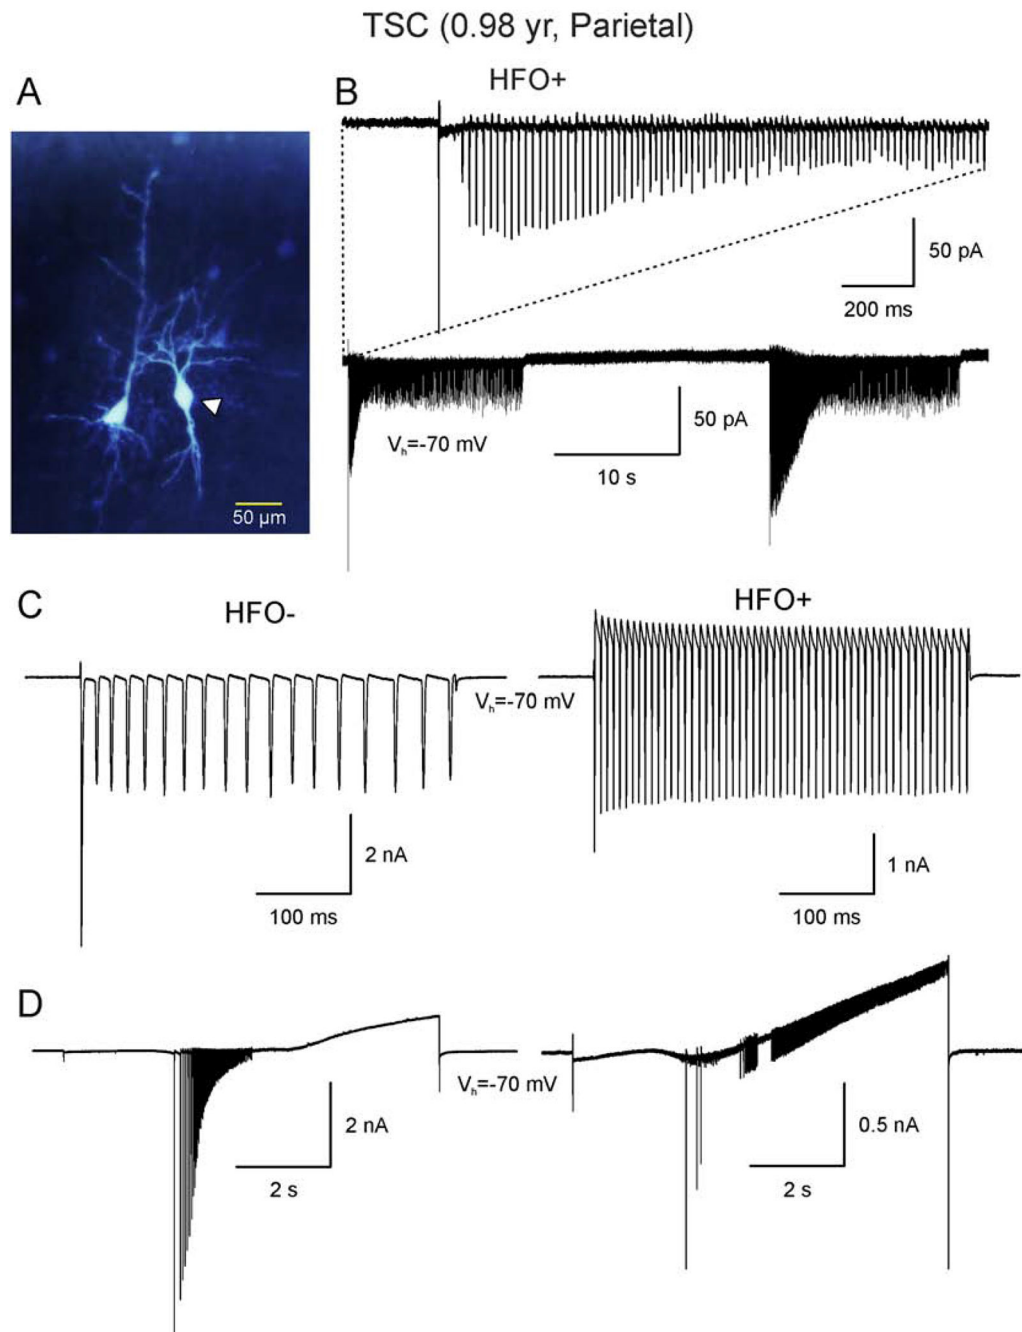 TSC (0.98 yr, Parietal)
A
50 µm
B
HFO+
50 pA
200 ms
50 pA
Vh=-70 mV
10 s
C
HFO-
HFO+
Vh=-70 mV
2 nA
100 ms
1 nA
100 ms
D
Vh=-70 mV
2 nA
2 s
0.5 nA
2 s